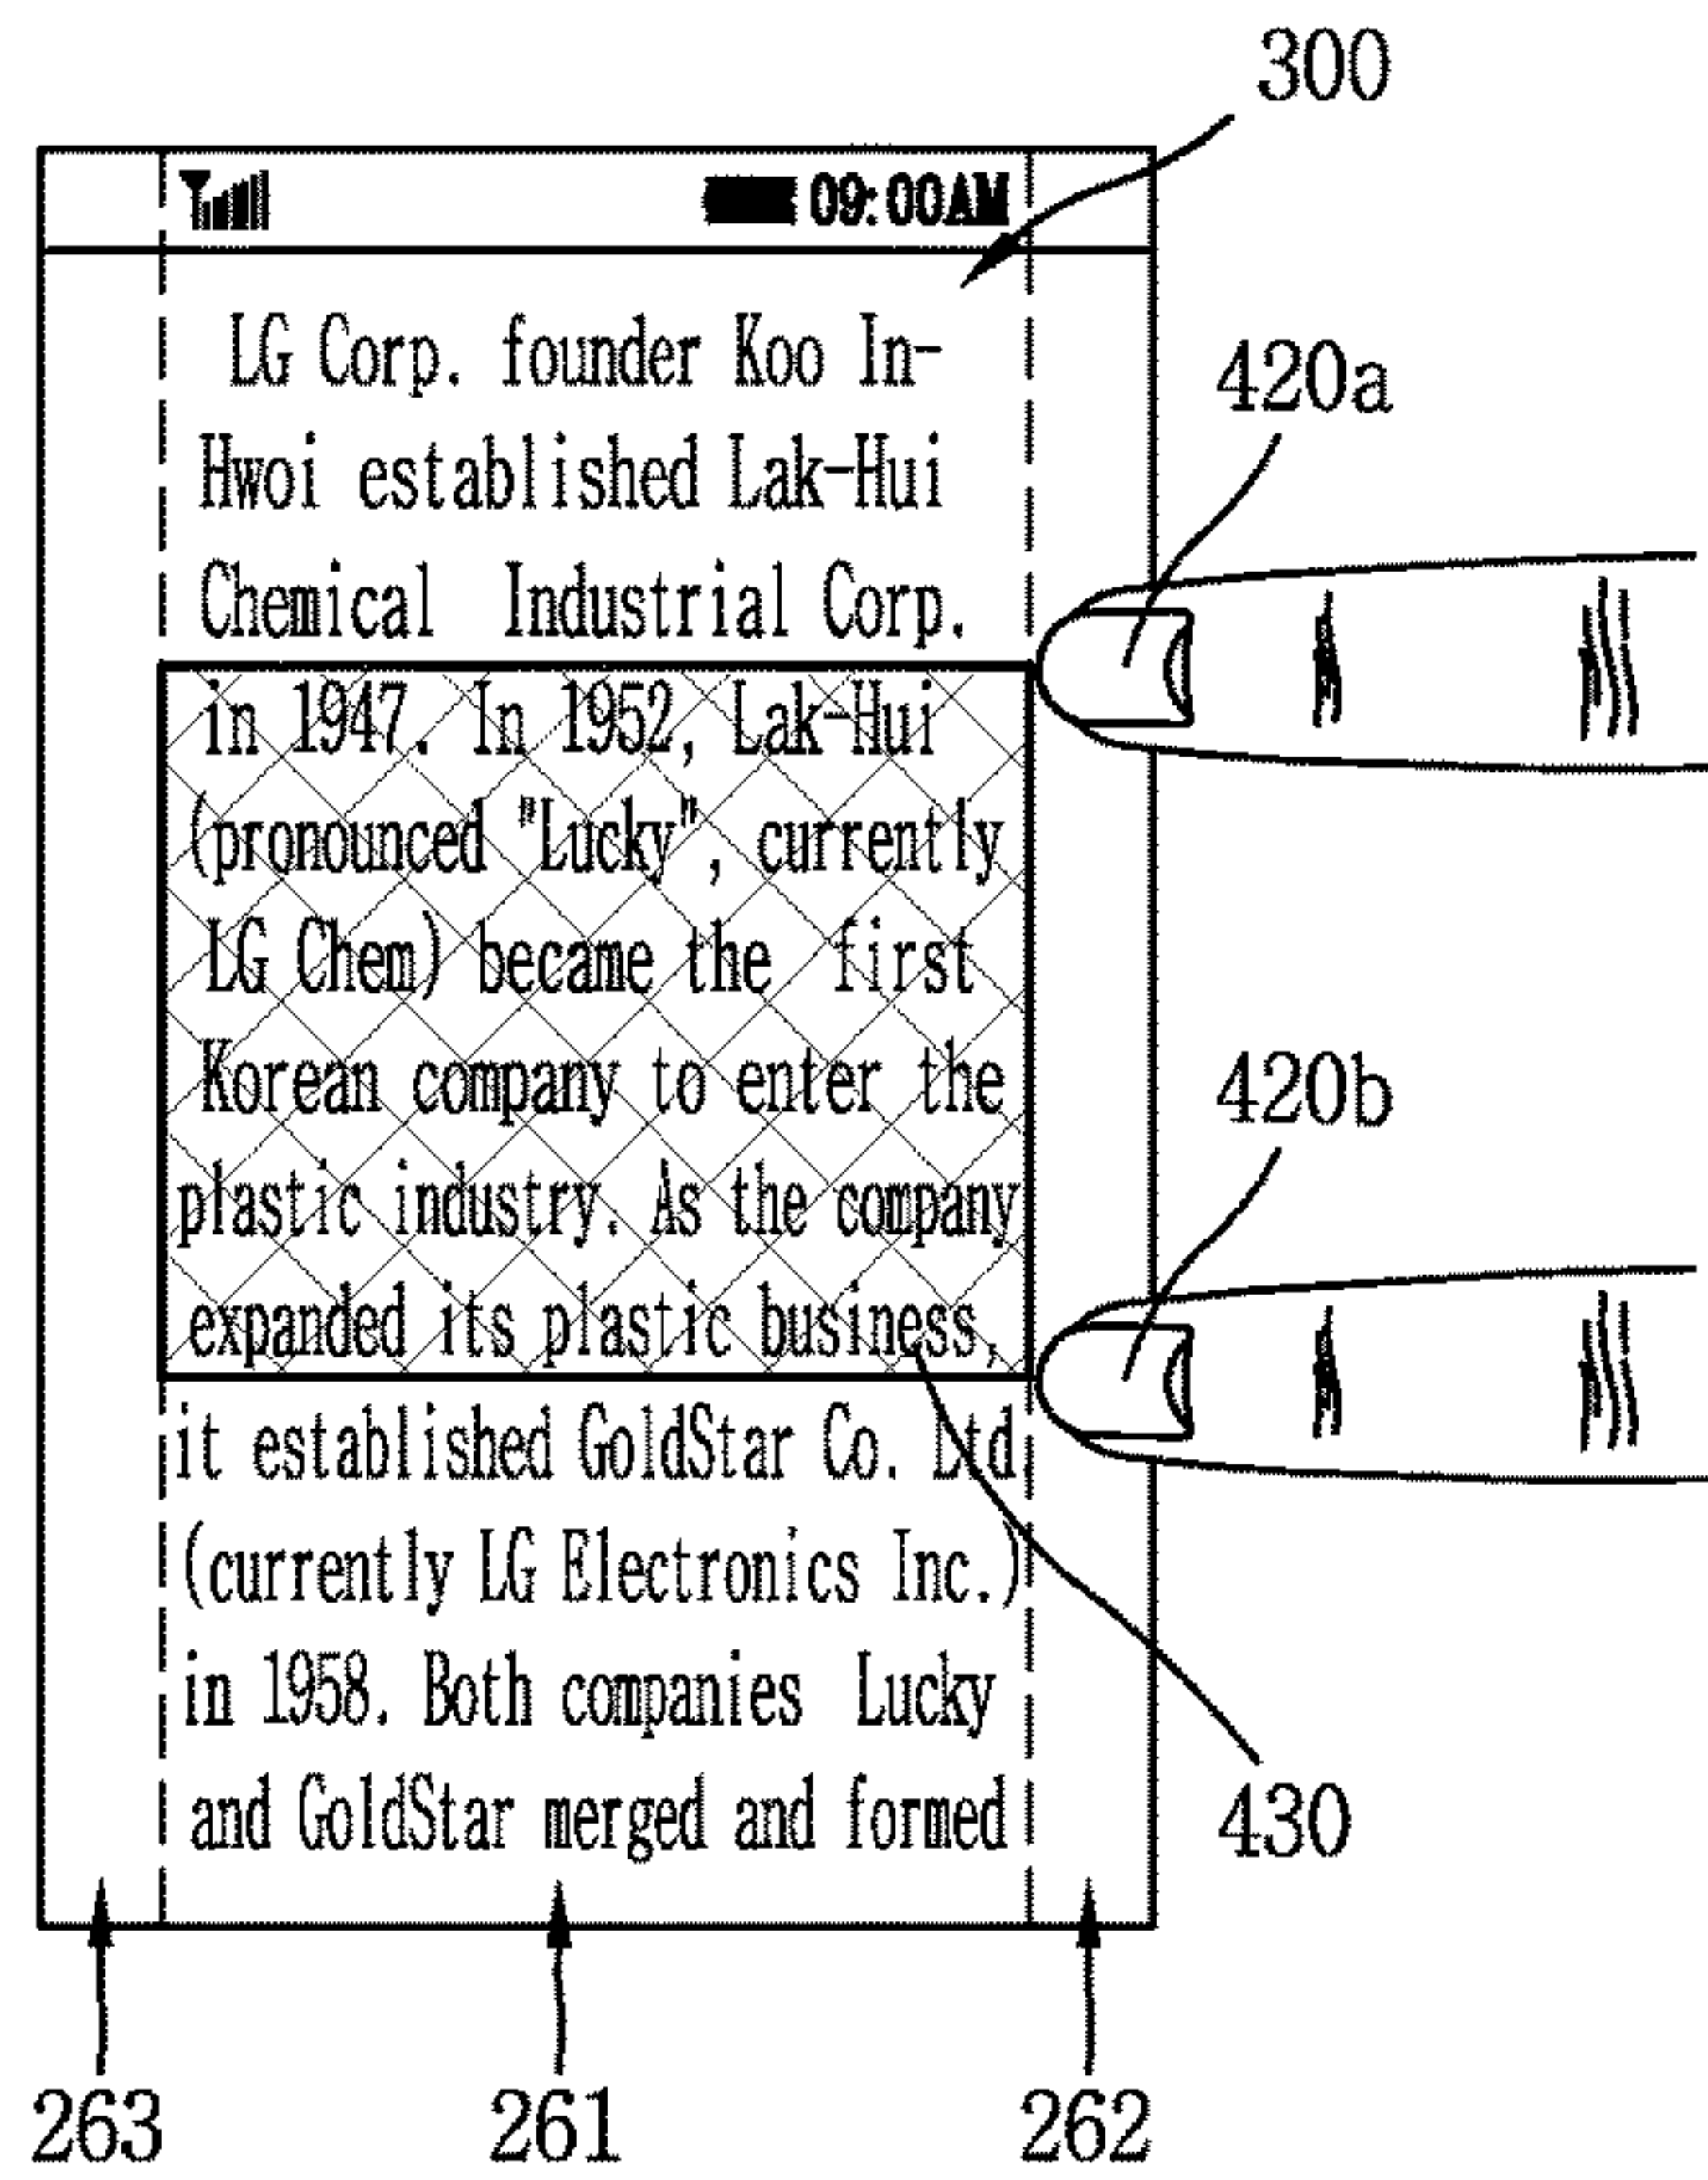 300
09:00AM
LG Corp. founder Koo In-
420a
Hwoi established Lak-Hui
Chemical Industrial Corp.
in 1947. In 1952, Lak-Hui
(pronounced "Lucky", currently
LG Chem) became the first
Korean company to enter the
420b
plastic industry. As the company
expanded its plastic business,
it established GoldStar Co. Ltd
(currently LG Electronics Inc.)
in 1958. Both companies Lucky
and GoldStar merged and formed
430
263 261 262